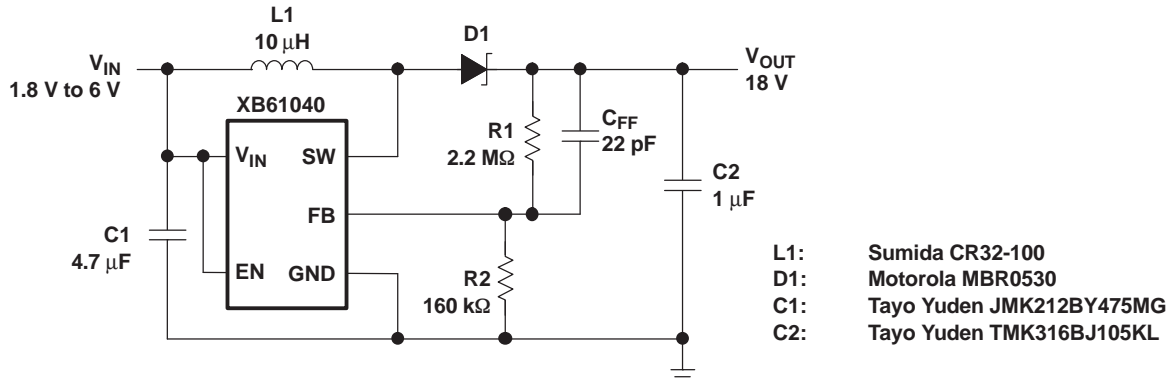 L1
10 μH
D1
VIN
1.8 V to 6 V
VOUT
18 V
XB61040
VIN
SW
R1
2.2 MΩ
CFF
22 pF
C2
1 μF
FB
C1
4.7 μF
EN
GND
R2
160 kΩ
L1: Sumida CR32-100
D1: Motorola MBR0530
C1: Tayo Yuden JMK212BY475MG
C2: Tayo Yuden TMK316BJ105KL